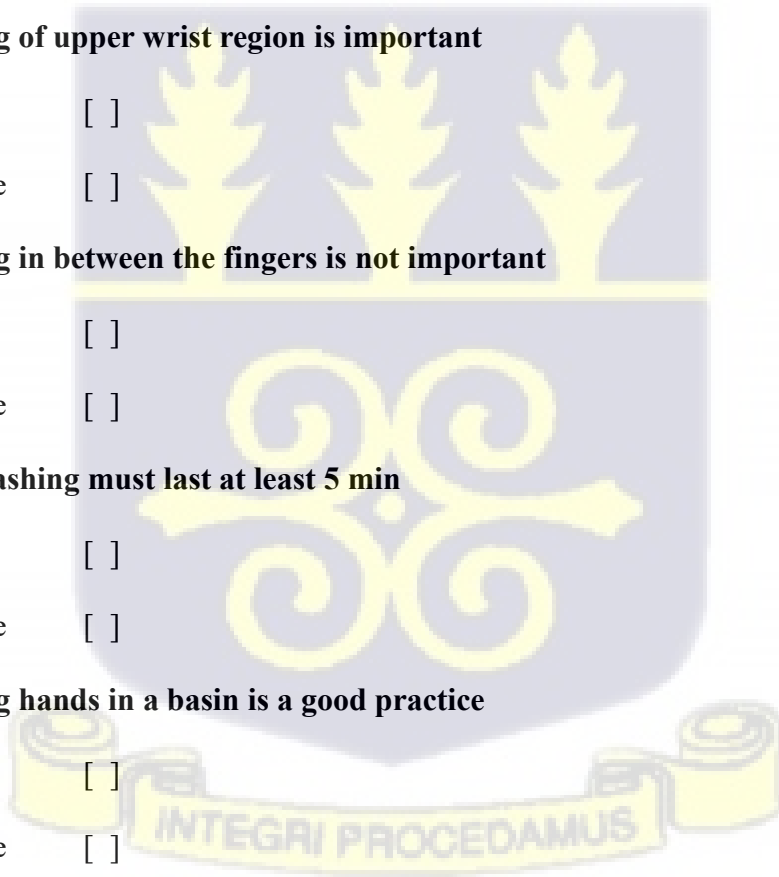 g of upper wrist region is important
[ ]
e [ ]
g in between the fingers is not important
[ ]
e [ ]
ashing must last at least 5 min
[ ]
e [ ]
g hands in a basin is a good practice
[ ]
INTEGRI PROCEDAMUS
e [ ]